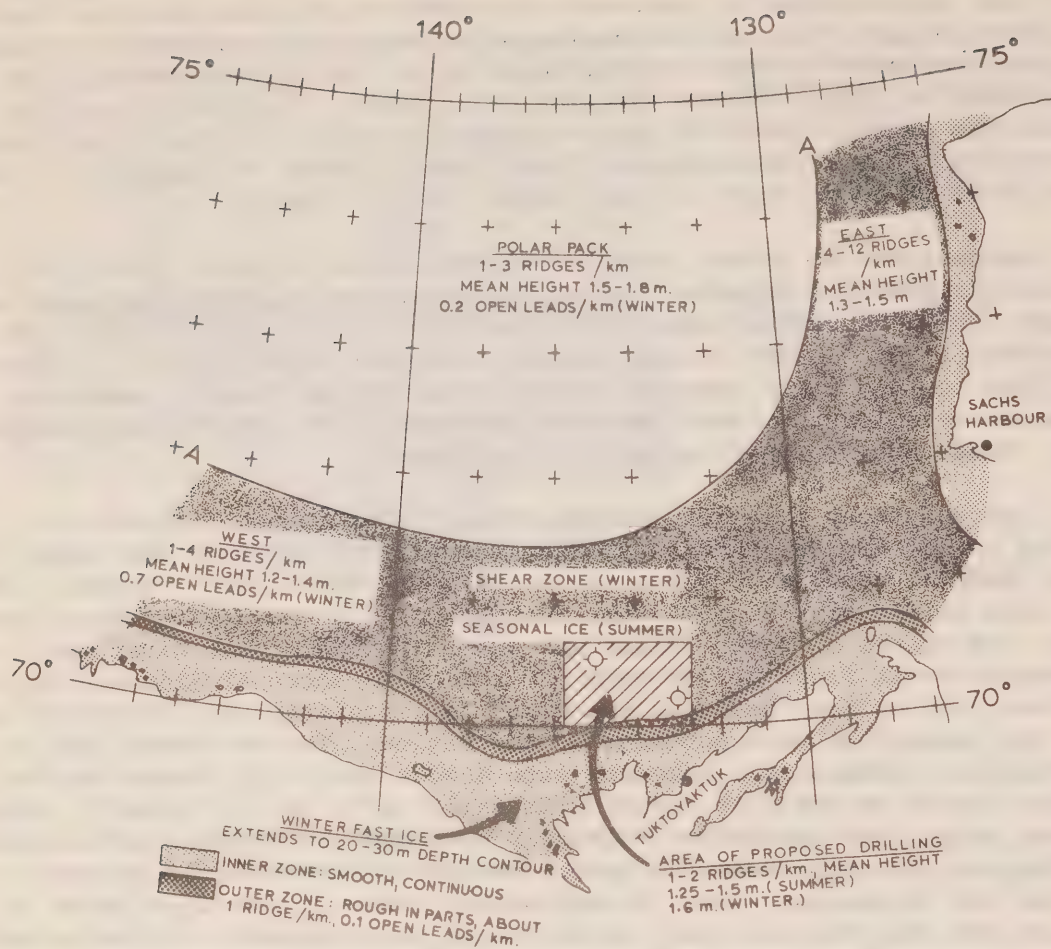 140°
130°
75°
75°
A
EAST
4-12 RIDGES
/km
MEAN HEIGHT
1.3-1.5 m
POLAR PACK
1-3 RIDGES /km
MEAN HEIGHT 1.5-1.8 m.
0.2 OPEN LEADS/km (WINTER)
SACHS
HARBOUR
A
WEST
1-4 RIDGES/km
MEAN HEIGHT 1.2-1.4m.
0.7 OPEN LEADS/km (WINTER)
SHEAR ZONE (WINTER)
SEASONAL ICE (SUMMER)
70°
70°
TUKTOYAKTUK
WINTER FAST ICE
EXTENDS TO 20-30m DEPTH CONTOUR
INNER ZONE: SMOOTH, CONTINUOUS
OUTER ZONE: ROUGH IN PARTS, ABOUT
1 RIDGE/km., 0.1 OPEN LEADS/km.
AREA OF PROPOSED DRILLING
1-2 RIDGES/km., MEAN HEIGHT
1.25-1.5 m.(SUMMER)
1.6 m.(WINTER.)